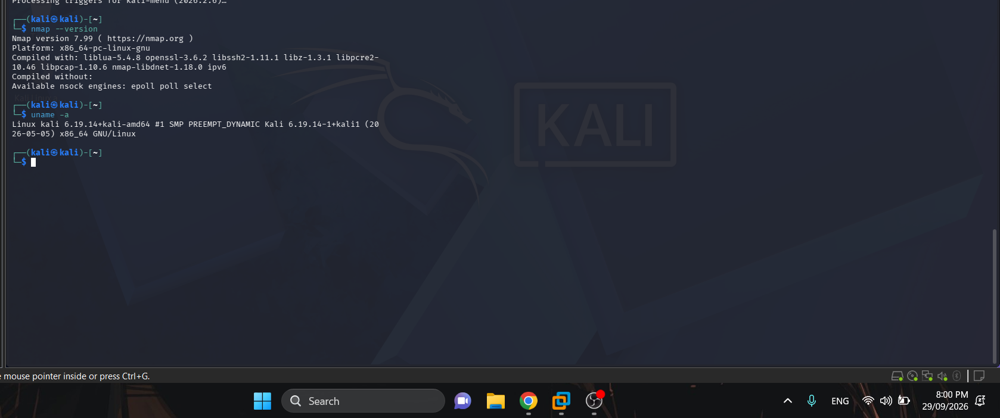 Processing triggers for kali-menu (2026.2.6)…
┌──(kali㉿kali)-[~]
└─$ nmap --version
Nmap version 7.99 ( https://nmap.org )
Platform: x86_64-pc-linux-gnu
Compiled with: liblua-5.4.8 openssl-3.6.2 libssh2-1.11.1 libz-1.3.1 libpcre2-
10.46 libpcap-1.10.6 nmap-libdnet-1.18.0 ipv6
Compiled without:
Available nsock engines: epoll poll select
┌──(kali㉿kali)-[~]
└─$ uname -a
Linux kali 6.19.14+kali-amd64 #1 SMP PREEMPT_DYNAMIC Kali 6.19.14-1+kali1 (20
26-05-05) x86_64 GNU/Linux
┌──(kali㉿kali)-[~]
└─$
KALI
mouse pointer inside or press Ctrl+G.
Search
ENG
8:00 PM
29/09/2026